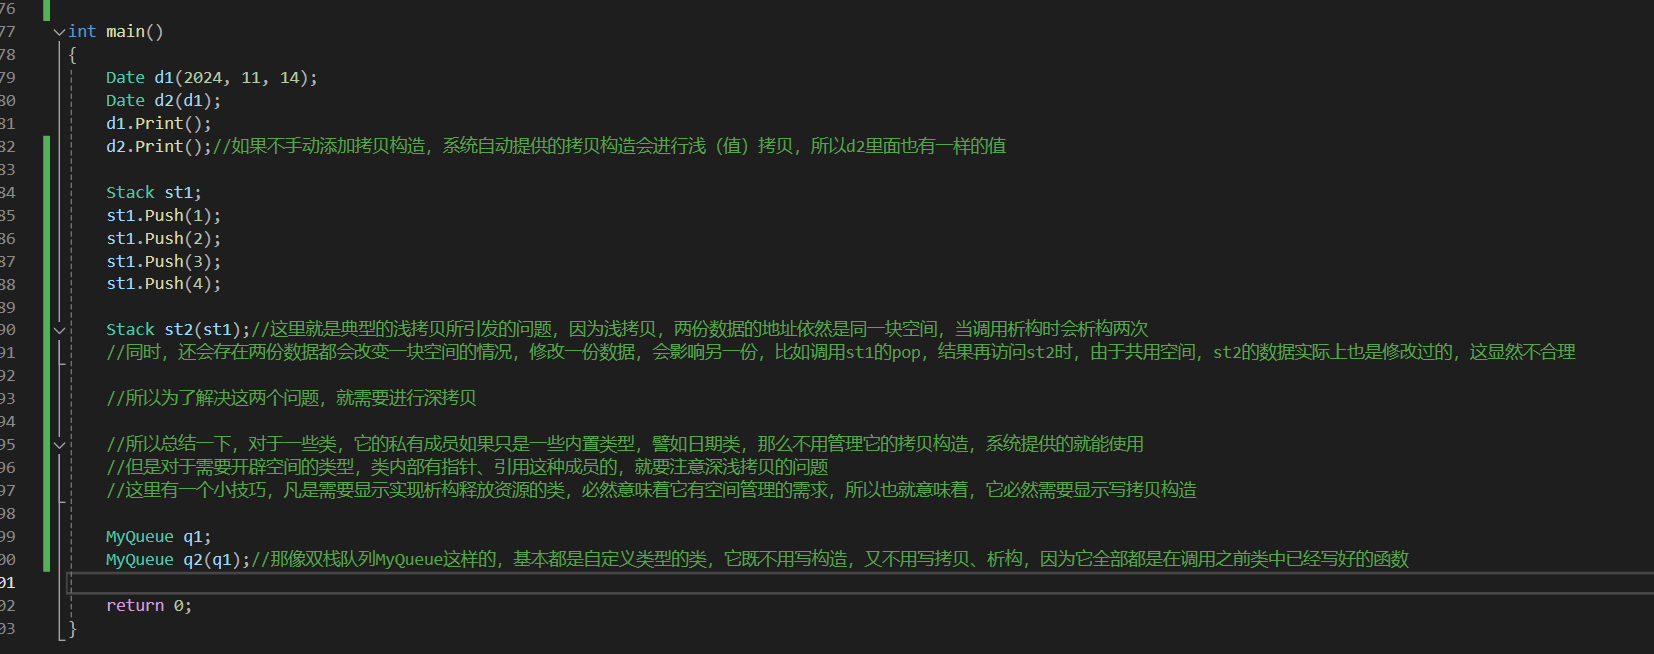 76
77 int main()
78 {
79 Date d1(2024, 11, 14);
80 Date d2(d1);
81 d1.Print();
82 d2.Print();//如果不手动添加拷贝构造，系统自动提供的拷贝构造会进行浅（值）拷贝，所以d2里面也有一样的值
83
84 Stack st1;
85 st1.Push(1);
86 st1.Push(2);
87 st1.Push(3);
88 st1.Push(4);
89
90 Stack st2(st1);//这里就是典型的浅拷贝所引发的问题，因为浅拷贝，两份数据的地址依然是同一块空间，当调用析构时会析构两次
91 //同时，还会存在两份数据都会改变一块空间的情况，修改一份数据，会影响另一份，比如调用st1的pop，结果再访问st2时，由于共用空间，st2的数据实际上也是修改过的，这显然不合理
92
93 //所以为了解决这两个问题，就需要进行深拷贝
94
95 //所以总结一下，对于一些类，它的私有成员如果只是一些内置类型，譬如日期类，那么不用管理它的拷贝构造，系统提供的就能使用
96 //但是对于需要开辟空间的类型，类内部有指针、引用这种成员的，就要注意深浅拷贝的问题
97 //这里有一个小技巧，凡是需要显示实现析构释放资源的类，必然意味着它有空间管理的需求，所以也就意味着，它必然需要显示写拷贝构造
98
99 MyQueue q1;
00 MyQueue q2(q1);//那像双栈队列MyQueue这样的，基本都是自定义类型的类，它既不用写构造，又不用写拷贝、析构，因为它全部都是在调用之前类中已经写好的函数
01
02 return 0;
03 }